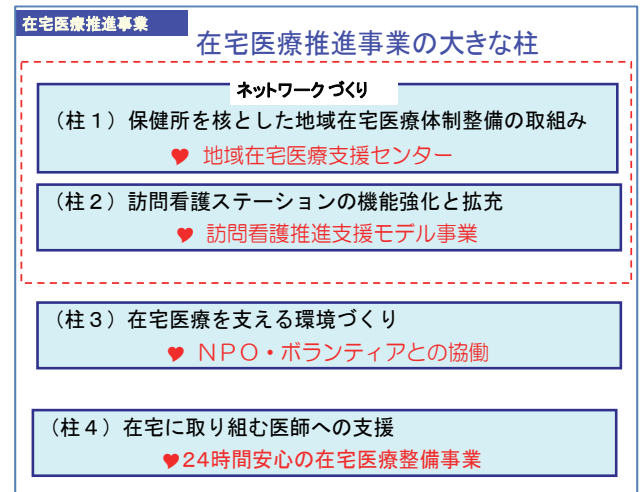 在宅医療推進事業
在宅医療推進事業の大きな柱
ネットワークづくり
（柱１）保健所を核とした地域在宅医療体制整備の取組み
♥ 地域在宅医療支援センター
（柱２）訪問看護ステーションの機能強化と拡充
♥ 訪問看護推進支援モデル事業
（柱３）在宅医療を支える環境づくり
♥ ＮＰＯ・ボランティアとの協働
（柱４）在宅に取り組む医師への支援
♥24時間安心の在宅医療整備事業